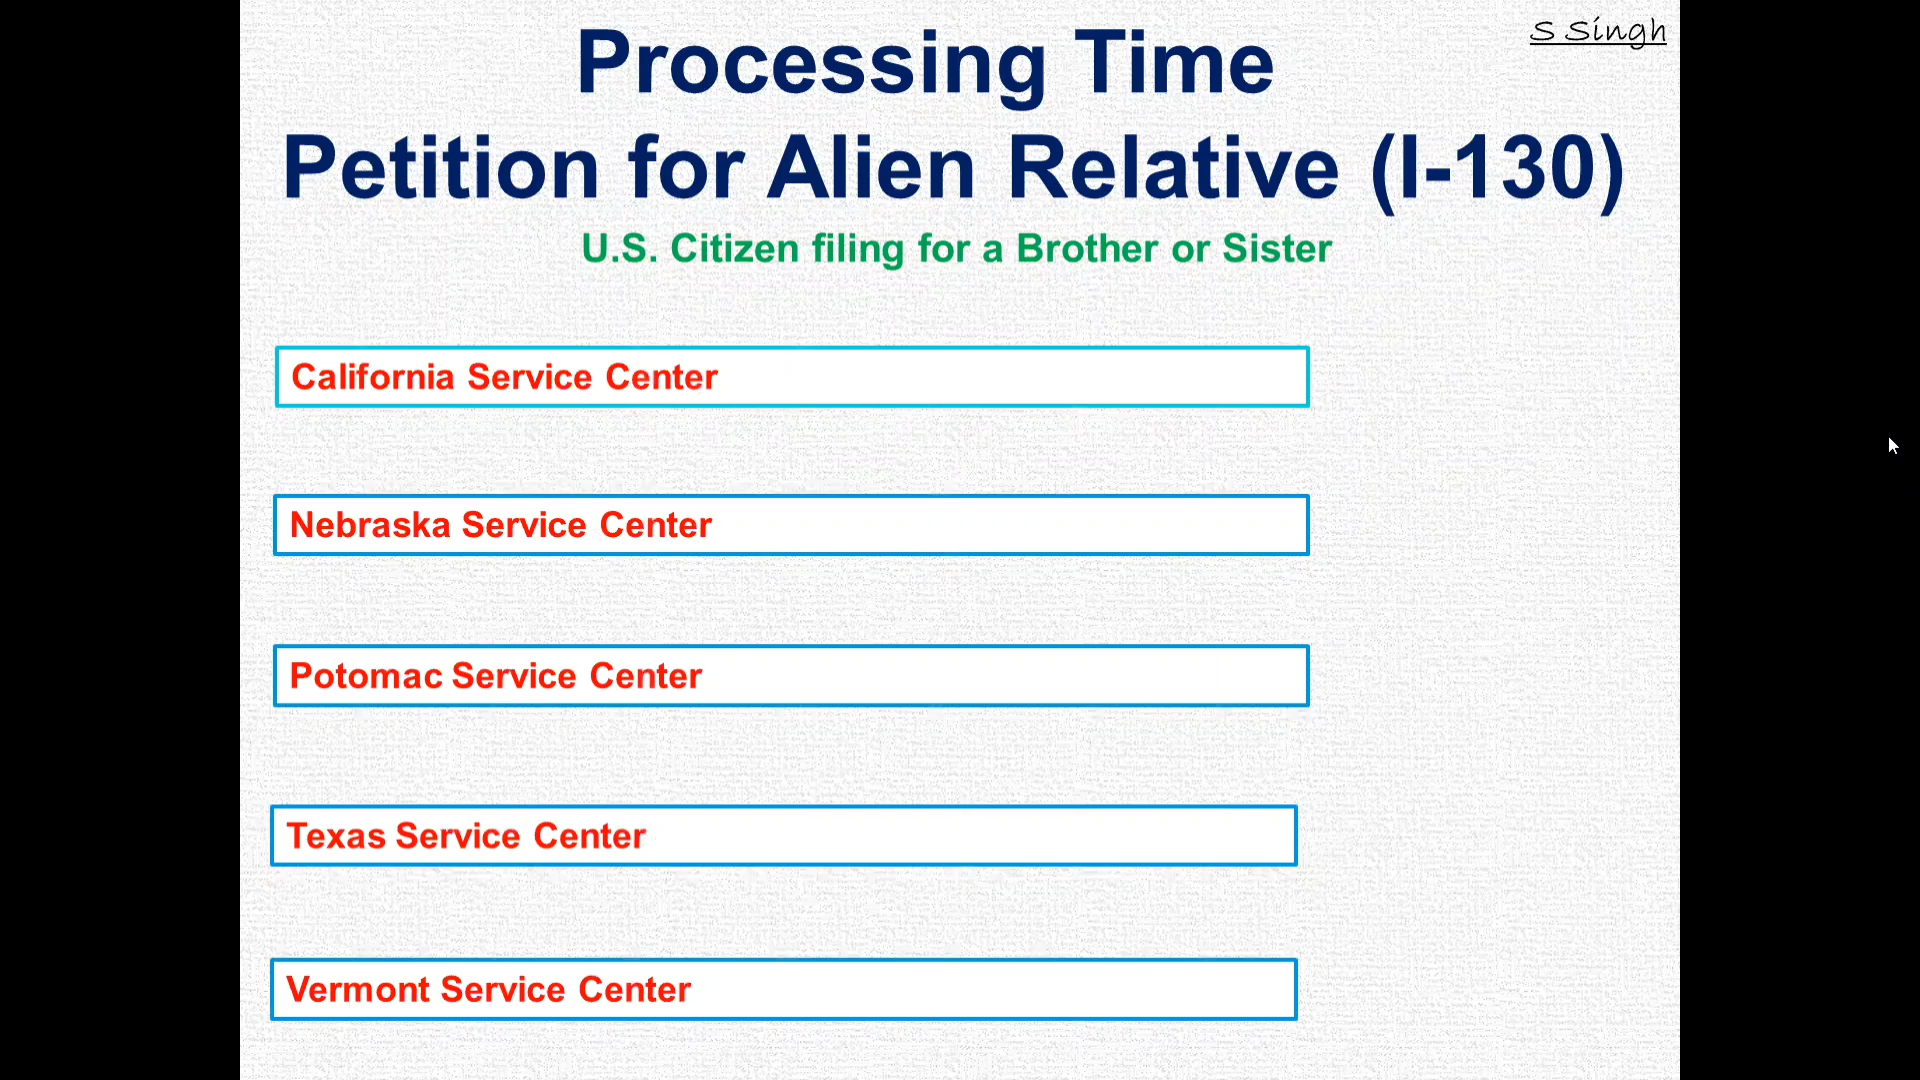 S Singh
Processing Time
Petition for Alien Relative (I-130)
U.S. Citizen filing for a Brother or Sister
California Service Center
Nebraska Service Center
Potomac Service Center
Texas Service Center
Vermont Service Center